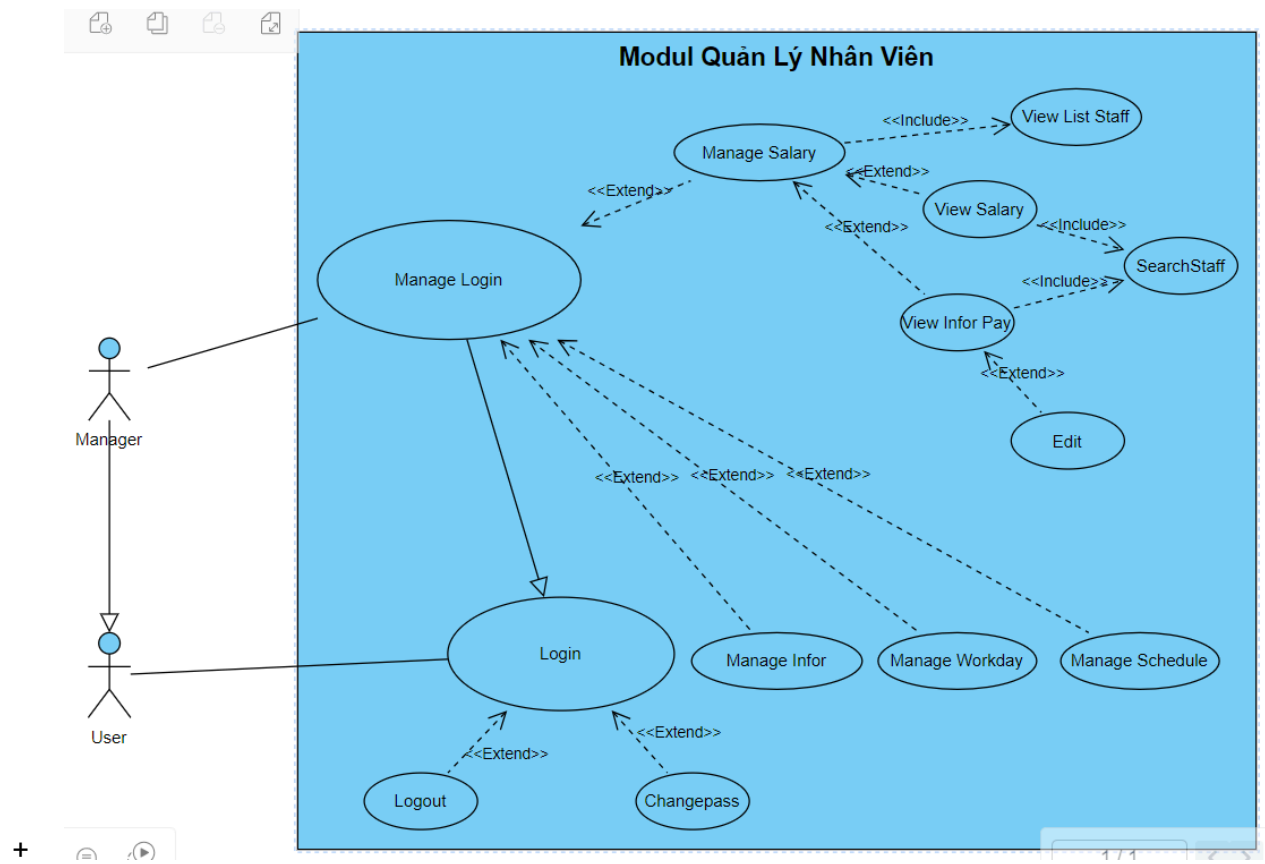 Modul Quản Lý Nhân Viên
<<Include>>
View List Staff
Manage Salary
<<Extend>>
<<Extend>>
View Salary
<<Extend>>
<<Include>>
SearchStaff
<<Include>>
Manage Login
View Infor Pay
<<Extend>>
Manager
Edit
<<Extend>>
<<Extend>>
<<Extend>>
Login
Manage Infor
Manage Workday
Manage Schedule
User
<<Extend>>
<<Extend>>
Logout
Changepass
+
1 / 1